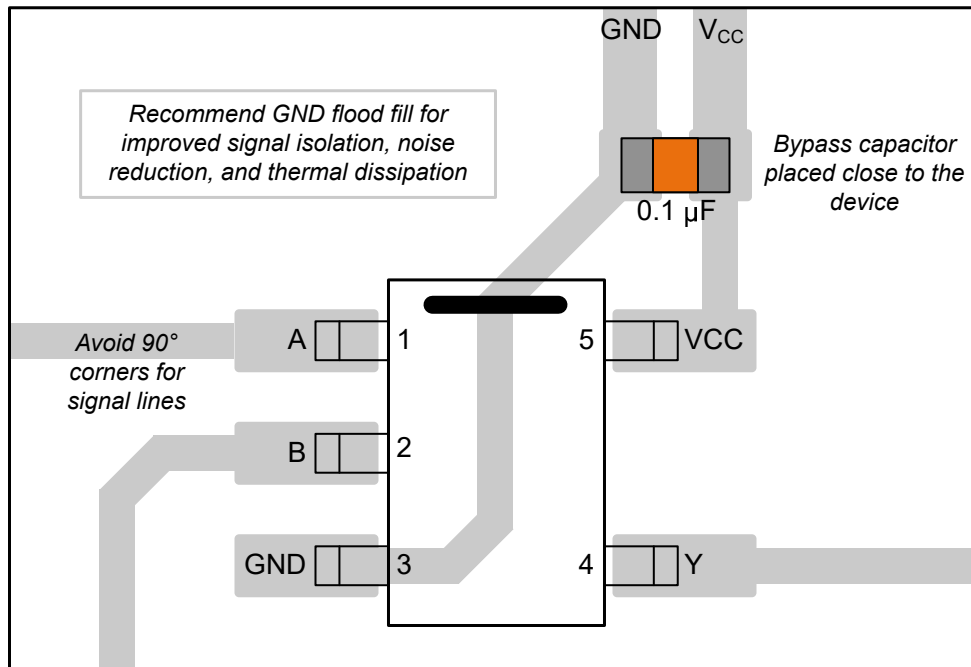 GND
V_CC
Recommend GND flood fill for
improved signal isolation, noise
reduction, and thermal dissipation
Bypass capacitor
placed close to the
device
0.1 µF
A
1
5
VCC
Avoid 90°
corners for
signal lines
B
2
GND
3
4
Y